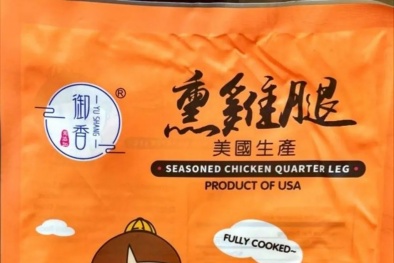 御香
YU SHANG
®
熏雞腿
美國生產
SEASONED CHICKEN QUARTER LEG
PRODUCT OF USA
FULLY COOKED~